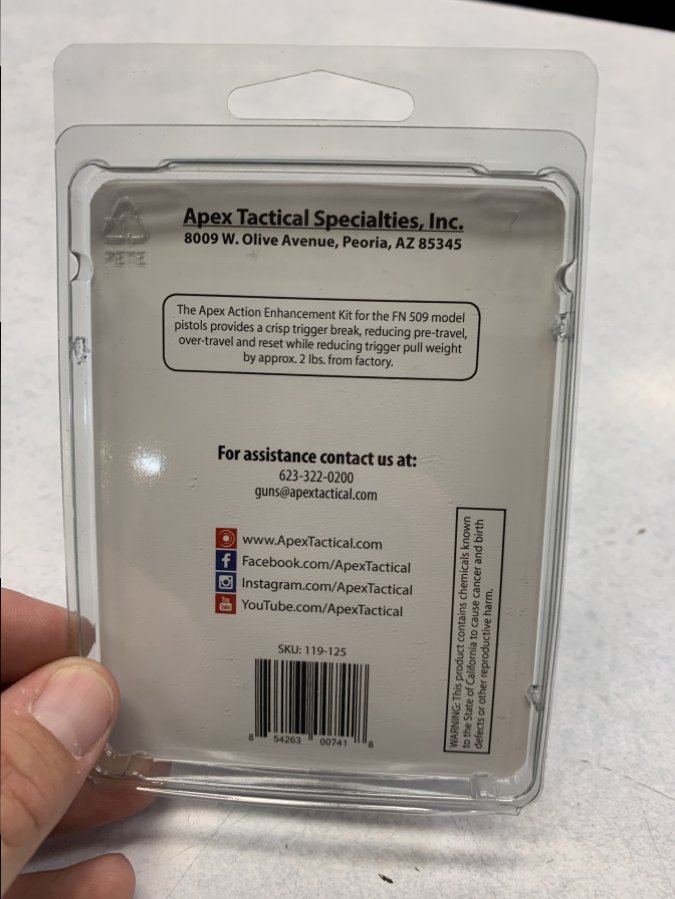 Apex Tactical Specialties, Inc.
8009 W. Olive Avenue, Peoria, AZ 85345
7
PETE
The Apex Action Enhancement Kit for the FN 509 model
pistols provides a crisp trigger break, reducing pre-travel,
over-travel and reset while reducing trigger pull weight
by approx. 2 lbs. from factory.
For assistance contact us at:
623-322-0200
guns@apextactical.com
www.ApexTactical.com
Facebook.com/ApexTactical
Instagram.com/ApexTactical
YouTube.com/ApexTactical
WARNING: This product contains chemicals known
to the State of California to cause cancer and birth
defects or other reproductive harm.
SKU: 119-125
8 54263 00741 8